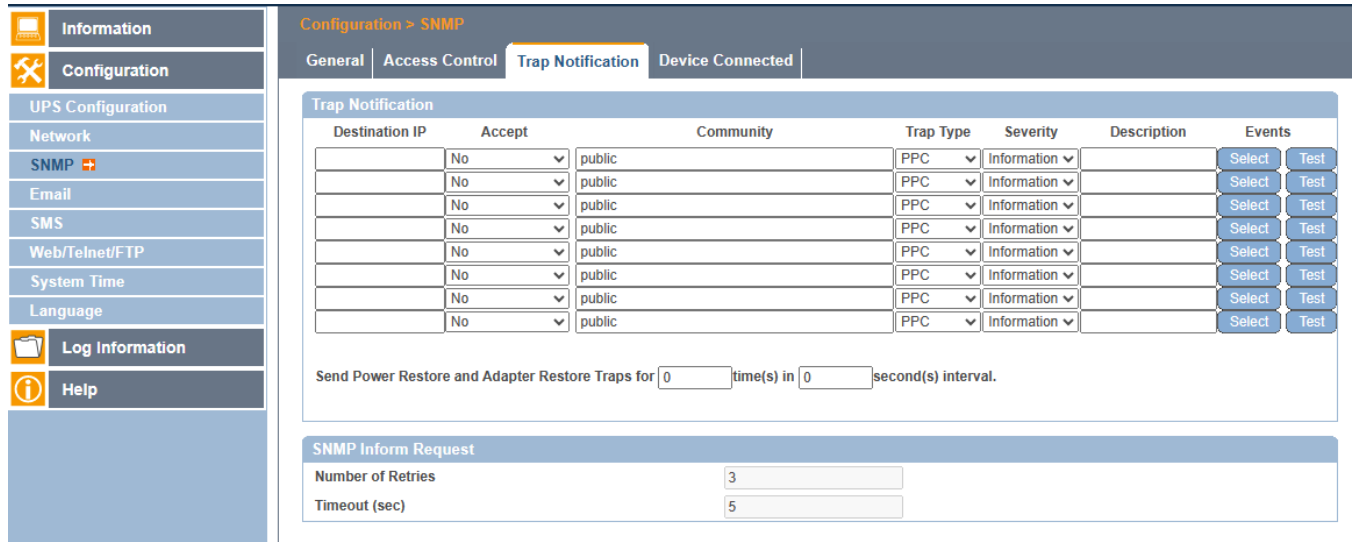 Information
Configuration
UPS Configuration
Network
SNMP
Email
SMS
Web/Telnet/FTP
System Time
Language
Log Information
Help
Configuration > SNMP
General Access Control Trap Notification Device Connected
Trap Notification
Destination IP Accept Community Trap Type Severity Description Events
No public PPC Information Select Test
No public PPC Information Select Test
No public PPC Information Select Test
No public PPC Information Select Test
No public PPC Information Select Test
No public PPC Information Select Test
No public PPC Information Select Test
No public PPC Information Select Test
Send Power Restore and Adapter Restore Traps for 0 time(s) in 0 second(s) interval.
SNMP Inform Request
Number of Retries 3
Timeout (sec) 5